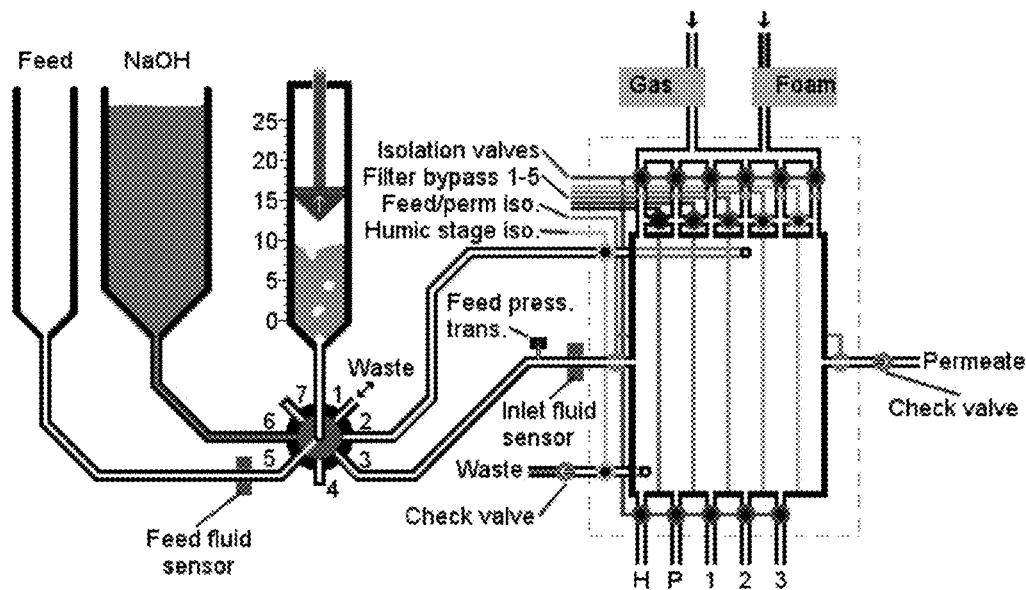 Feed
NaOH
Gas
Foam
25
20
15
10
5
0
Isolation valves
Filter bypass 1-5
Feed/perm iso.
Humic stage iso.
Feed press.
trans.
Waste
7
1
6
2
5
3
4
Inlet fluid
sensor
Permeate
Check valve
Waste
Check valve
Feed fluid
sensor
H
P
1
2
3